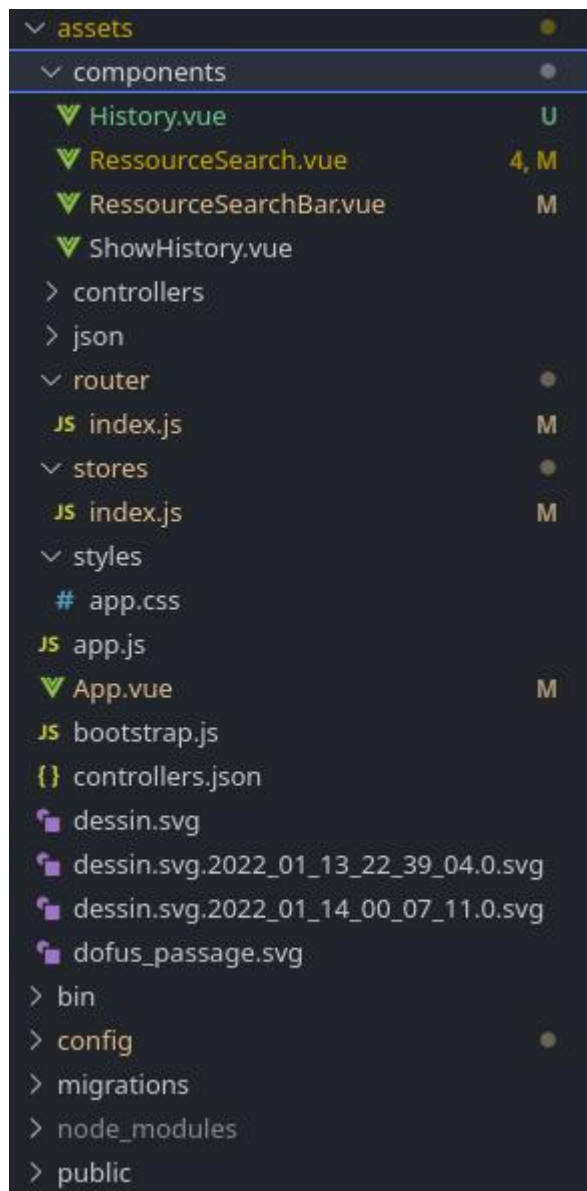 assets
components
History.vue U
RessourceSearch.vue 4, M
RessourceSearchBar.vue M
ShowHistory.vue
controllers
json
router
JS index.js M
stores
JS index.js M
styles
# app.css
JS app.js
App.vue M
JS bootstrap.js
{} controllers.json
dessin.svg
dessin.svg.2022_01_13_22_39_04.0.svg
dessin.svg.2022_01_14_00_07_11.0.svg
dofus_passage.svg
bin
config
migrations
node_modules
public